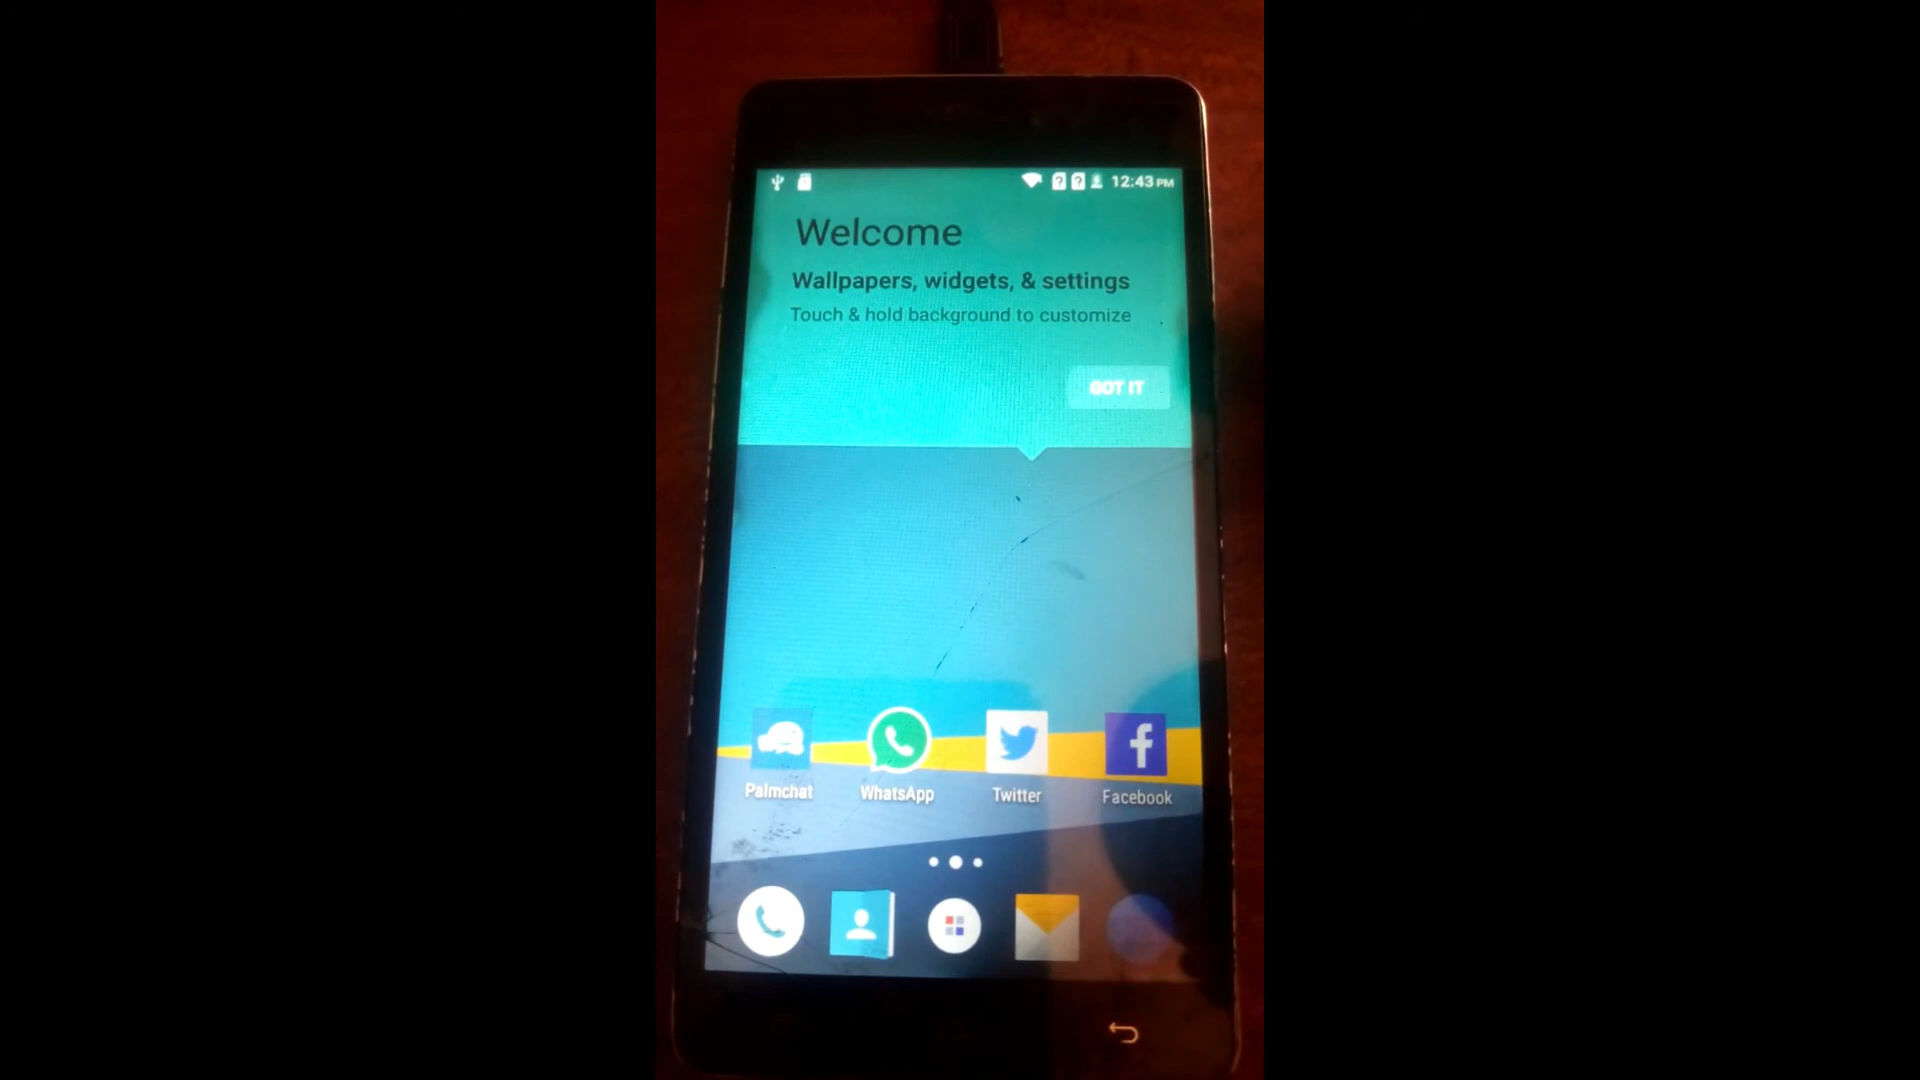 12:43 PM
Welcome
Wallpapers, widgets, & settings
Touch & hold background to customize
GOT IT
Palmchat WhatsApp Twitter Facebook